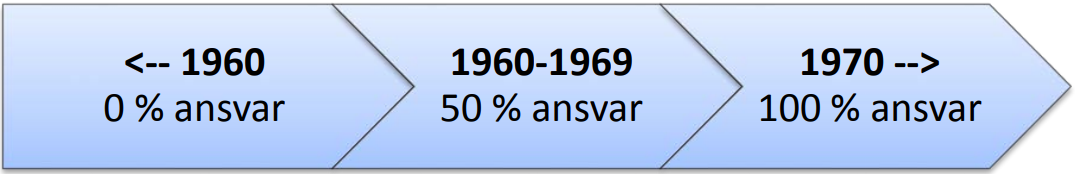 <-- 1960
0 % ansvar
1960-1969
50 % ansvar
1970 -->
100 % ansvar